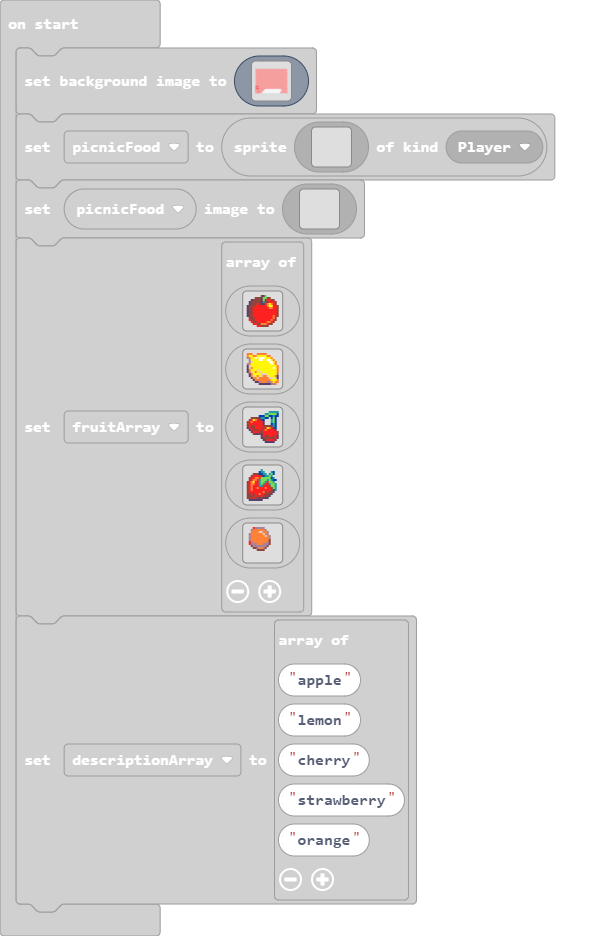 on start
set background image to
set picnicFood to sprite of kind Player
set picnicFood image to
array of
set fruitArray to
array of
"apple"
"lemon"
set descriptionArray to "cherry"
"strawberry"
"orange"